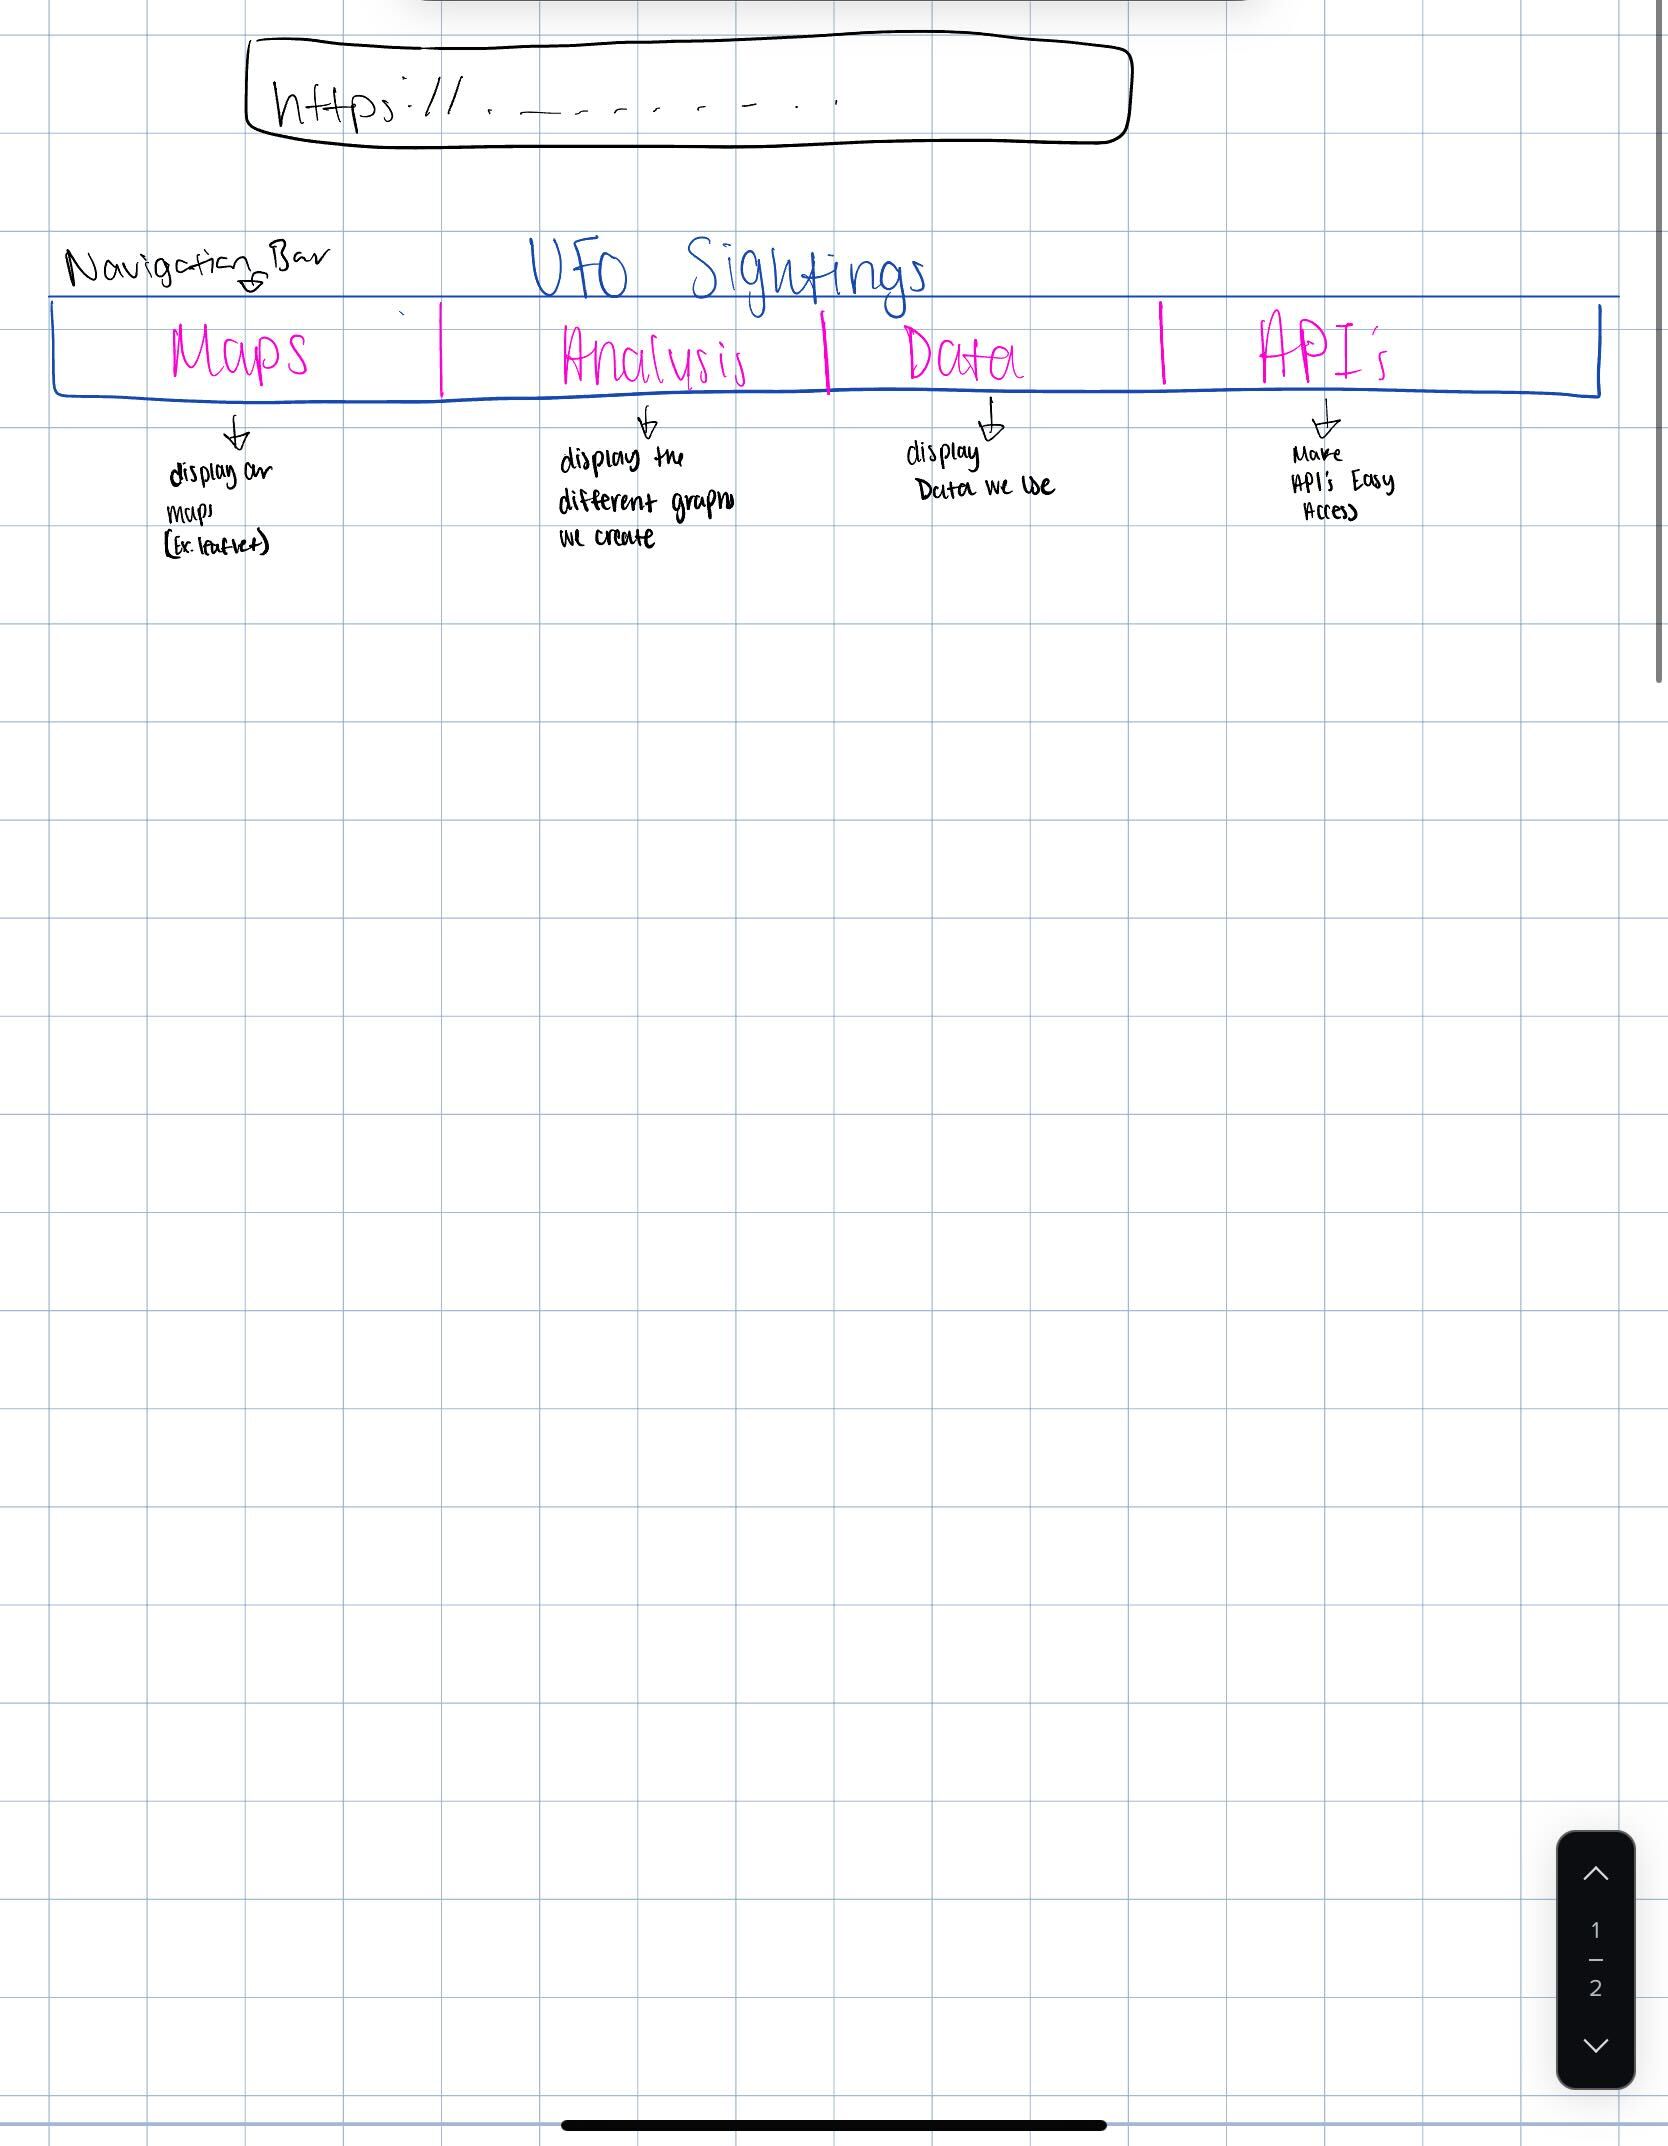 https://
Navigation Bar
UFO Sightings
Maps Analysis Data API's
display our
maps
(Ex. leaflet)
display the
different graphs
we create
display
Data we use
Make
API's Easy
Access
1
2